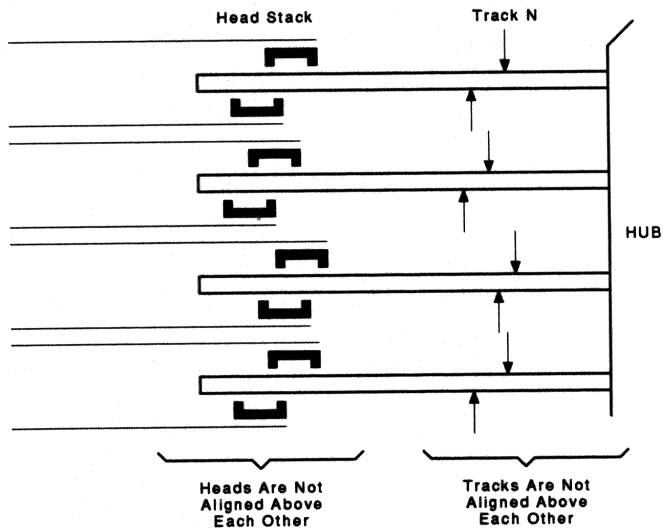 Head Stack
Track N
HUB
Heads Are Not
Aligned Above
Each Other
Tracks Are Not
Aligned Above
Each Other